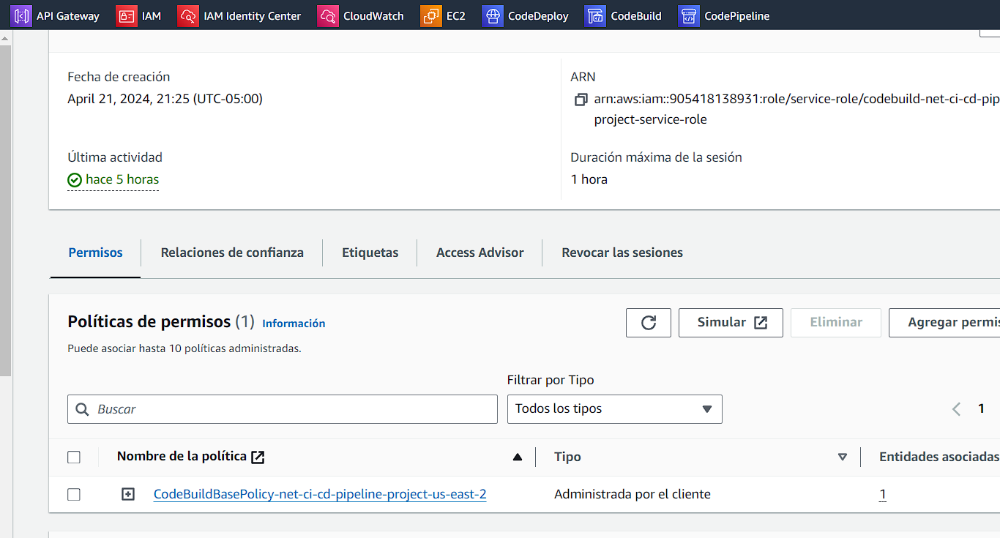 API Gateway IAM IAM Identity Center CloudWatch EC2 CodeDeploy CodeBuild CodePipeline
Fecha de creación
April 21, 2024, 21:25 (UTC-05:00)
ARN
arn:aws:iam::905418138931:role/service-role/codebuild-net-ci-cd-pip
project-service-role
Última actividad
hace 5 horas
Duración máxima de la sesión
1 hora
Permisos Relaciones de confianza Etiquetas Access Advisor Revocar las sesiones
Políticas de permisos (1) Información
Simular Eliminar Agregar permis
Puede asociar hasta 10 políticas administradas.
Filtrar por Tipo
Buscar Todos los tipos 1
Nombre de la política Tipo Entidades asociadas
CodeBuildBasePolicy-net-ci-cd-pipeline-project-us-east-2 Administrada por el cliente 1